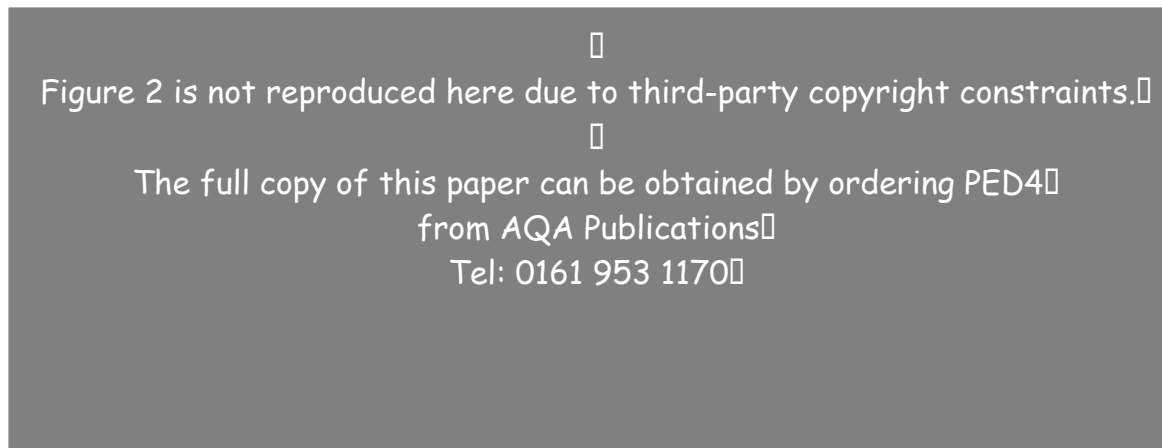 Figure 2 is not reproduced here due to third-party copyright constraints.
The full copy of this paper can be obtained by ordering PED4
from AQA Publications
Tel: 0161 953 1170